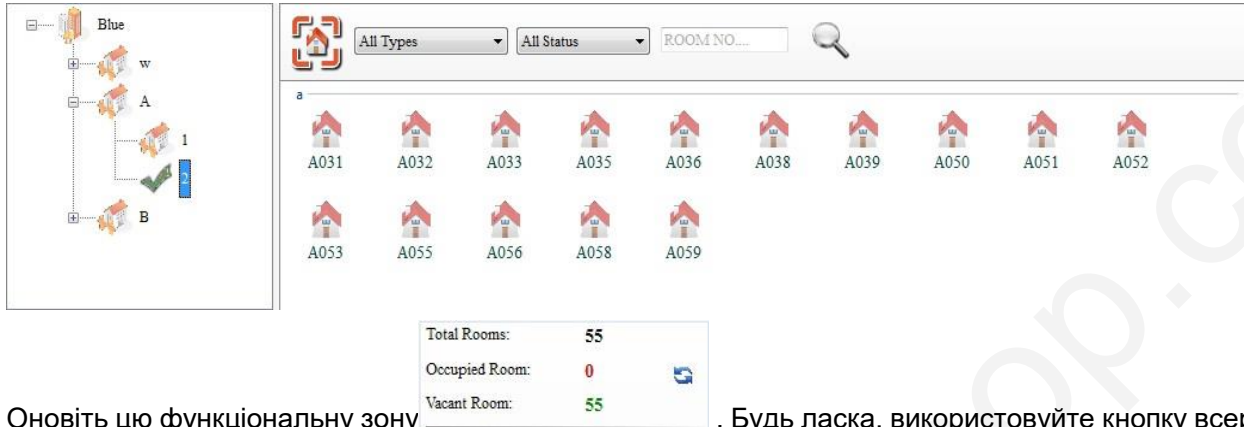 Blue
w
A
1
2
B
All Types All Status ROOM NO....
a
A031 A032 A033 A035 A036 A038 A039 A050 A051 A052
A053 A055 A056 A058 A059
Total Rooms: 55
Occupied Room: 0
Vacant Room: 55
Оновіть цю функціональну зону . Будь ласка, використовуйте кнопку